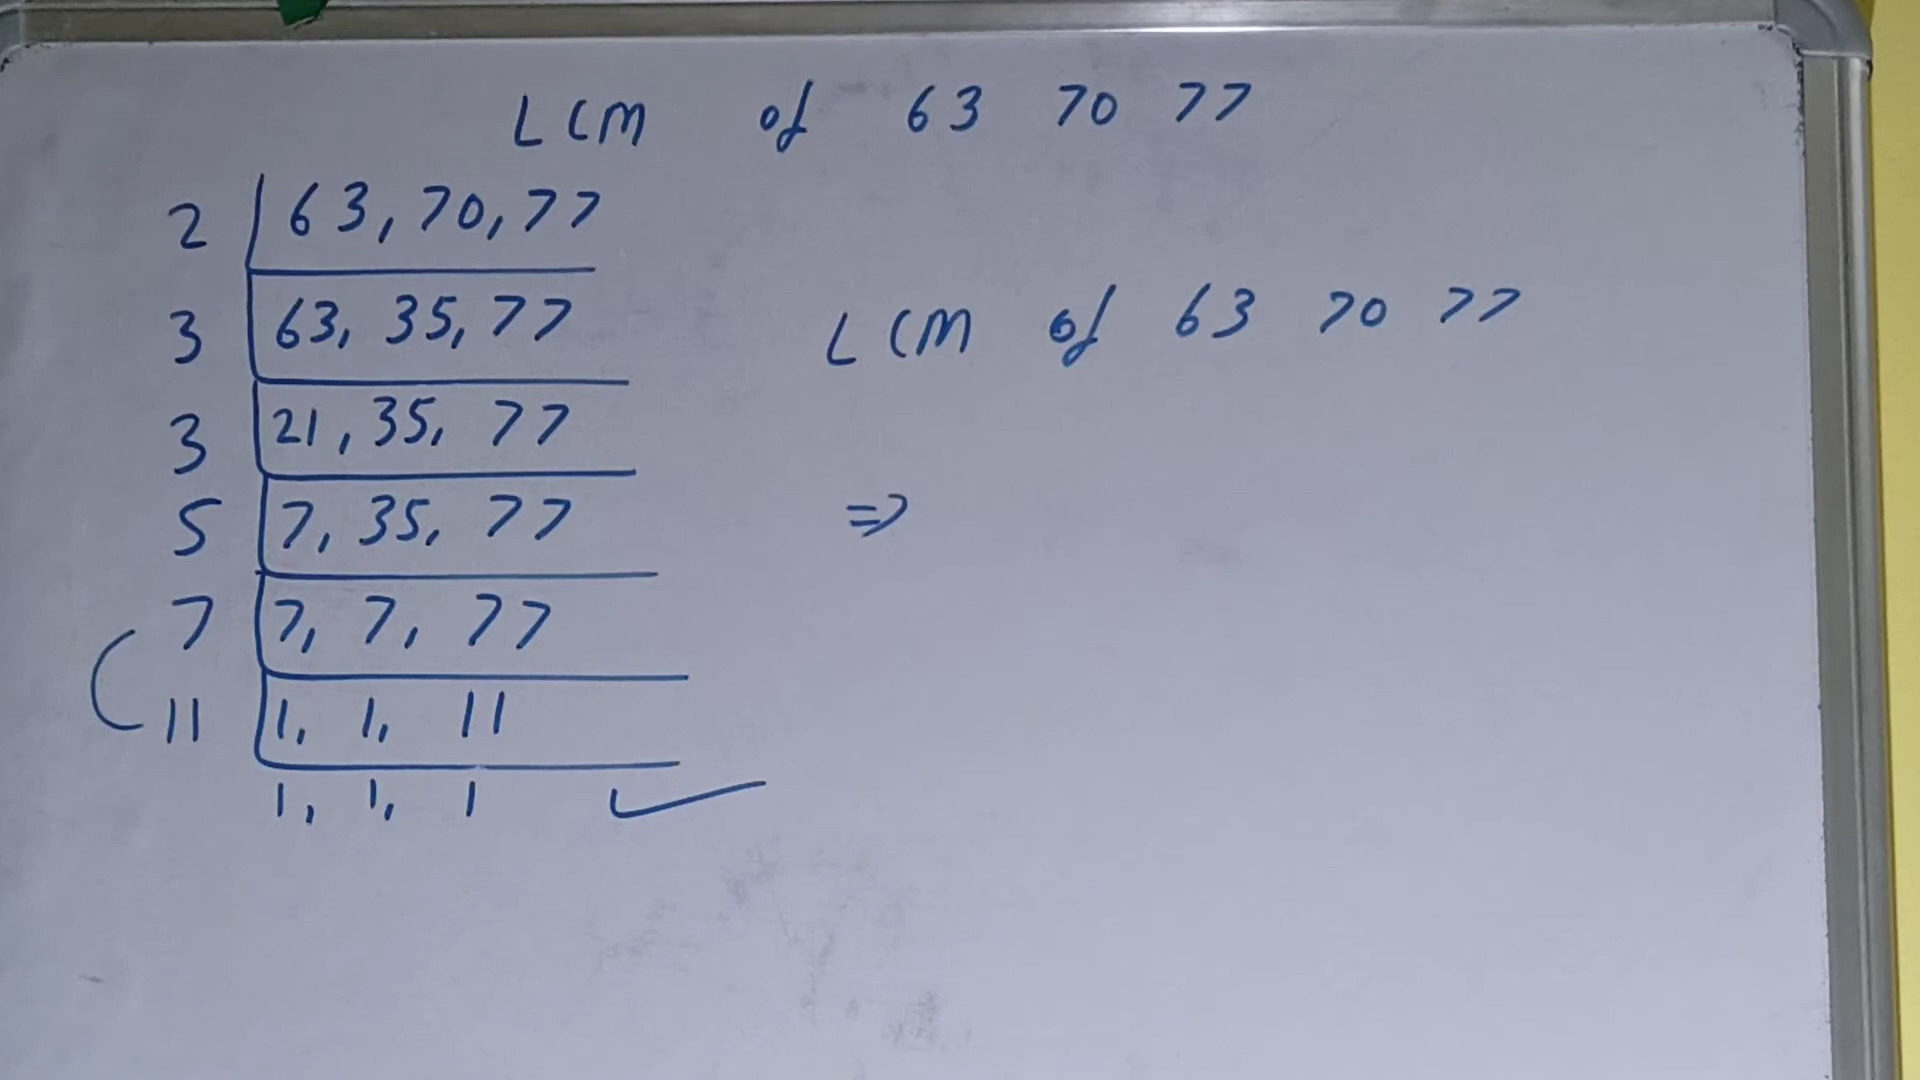 LCM of 63 70 77
2 63, 70, 77
3 63, 35, 77
3 21, 35, 77
5 7, 35, 77
7 7, 7, 77
11 1, 1, 11
1, 1, 1 ✓
LCM of 63 70 77
⇒